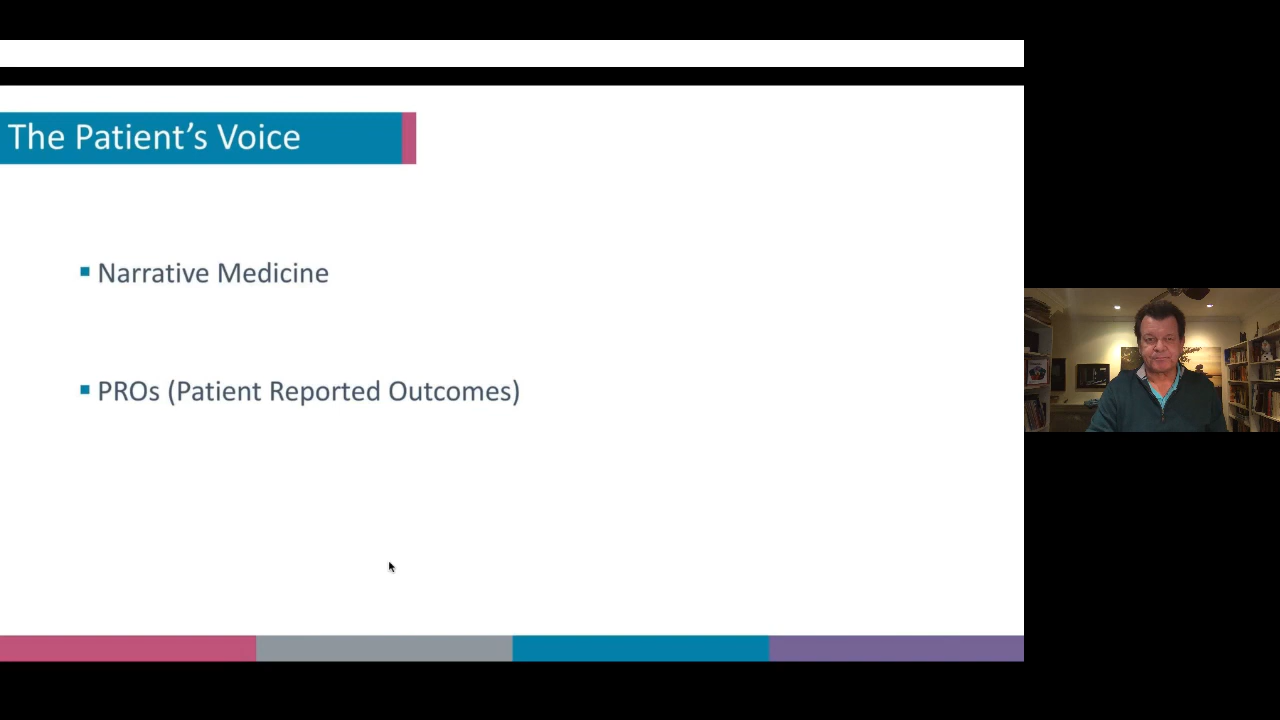 The Patient’s Voice
Narrative Medicine
PROs (Patient Reported Outcomes)